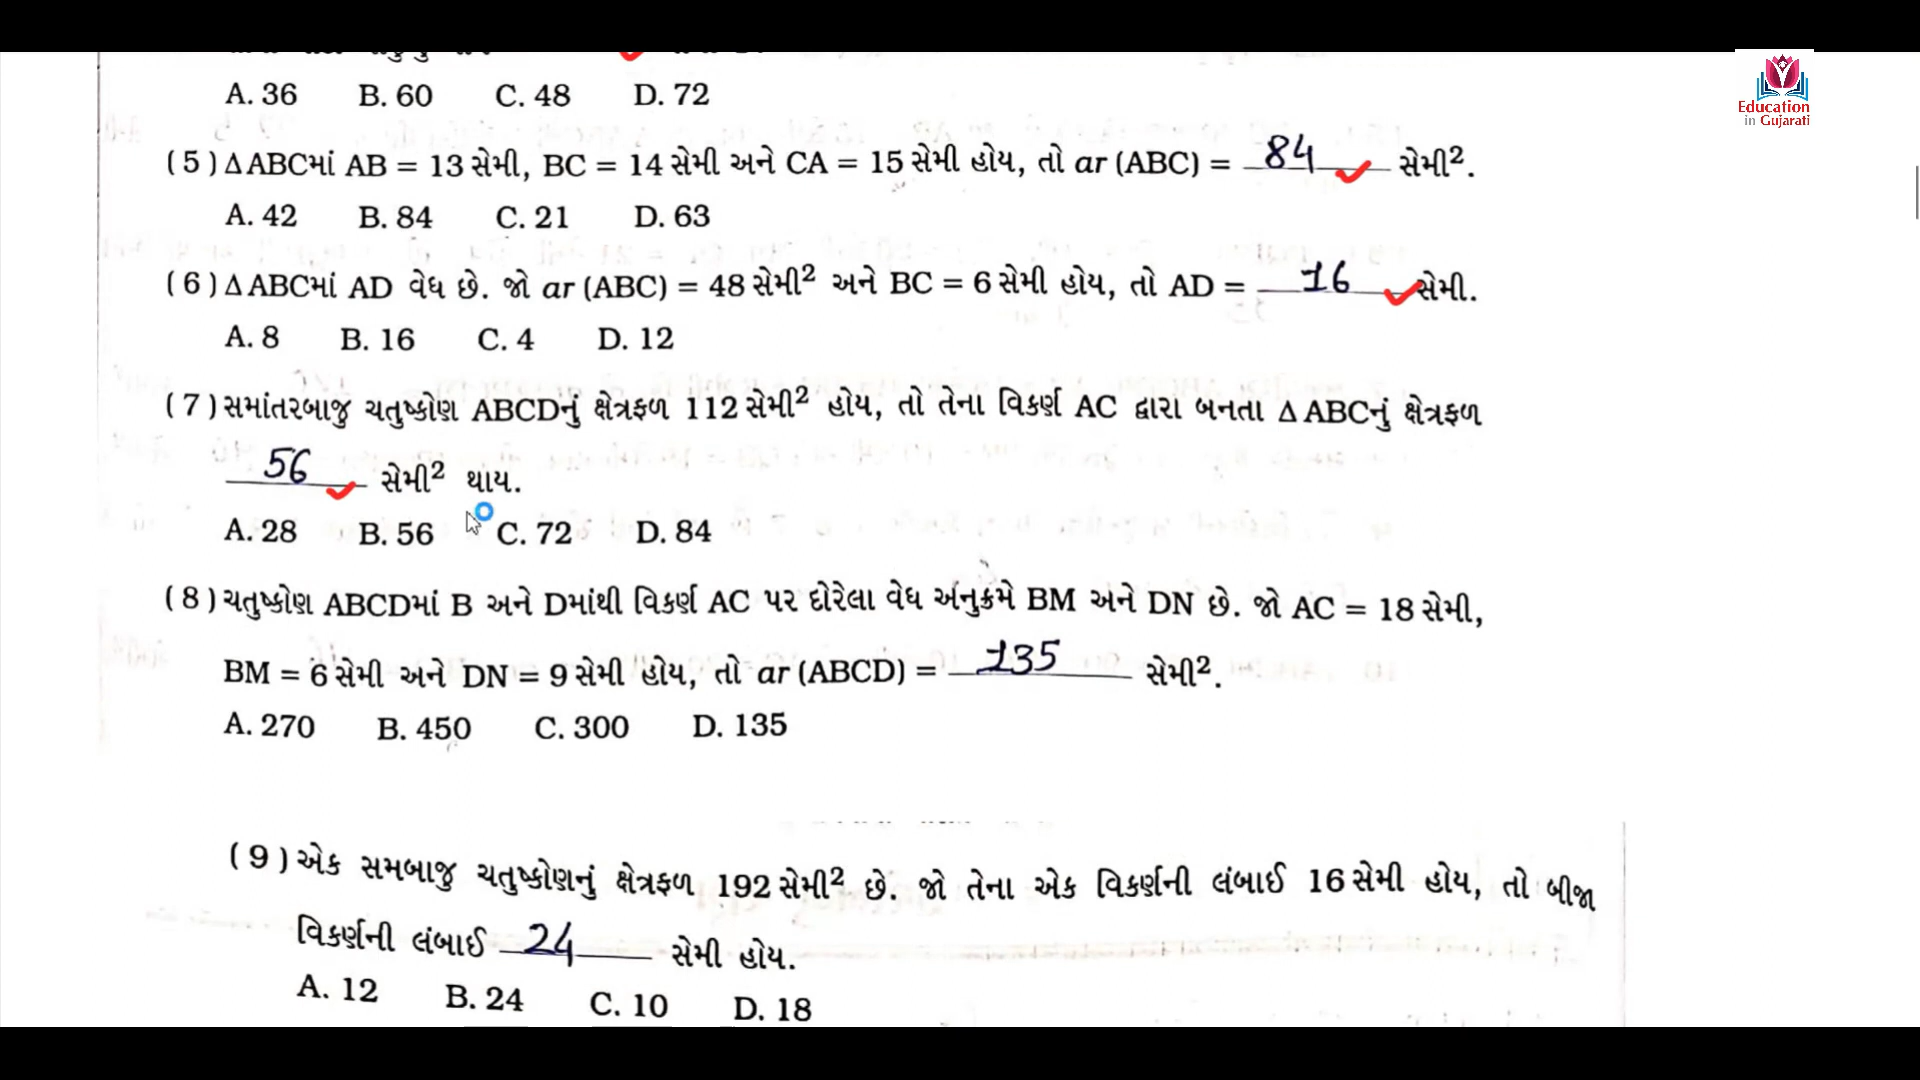 A. 36 B. 60 C. 48 D. 72
Education
in Gujarati
(5) Δ ABCમાં AB = 13 સેમી, BC = 14 સેમી અને CA = 15 સેમી હોય, તો ar (ABC) = 84 સેમી².
A. 42 B. 84 C. 21 D. 63
(6) Δ ABCમાં AD વેધ છે. જો ar (ABC) = 48 સેમી² અને BC = 6 સેમી હોય, તો AD = 16 સેમી.
A. 8 B. 16 C. 4 D. 12
(7) સમાંતરબાજુ ચતુષ્કોણ ABCDનું ક્ષેત્રફળ 112 સેમી² હોય, તો તેના વિકર્ણ AC દ્વારા બનતા Δ ABCનું ક્ષેત્રફળ
56 સેમી² થાય.
A. 28 B. 56 C. 72 D. 84
(8) ચતુષ્કોણ ABCDમાં B અને Dમાંથી વિકર્ણ AC પર દોરેલા વેધ અનુક્રમે BM અને DN છે. જો AC = 18 સેમી,
BM = 6 સેમી અને DN = 9 સેમી હોય, તો ar (ABCD) = 135 સેમી².
A. 270 B. 450 C. 300 D. 135
(9) એક સમબાજુ ચતુષ્કોણનું ક્ષેત્રફળ 192 સેમી² છે. જો તેના એક વિકર્ણની લંબાઈ 16 સેમી હોય, તો બીજા
વિકર્ણની લંબાઈ 24 સેમી હોય.
A. 12 B. 24 C. 10 D. 18